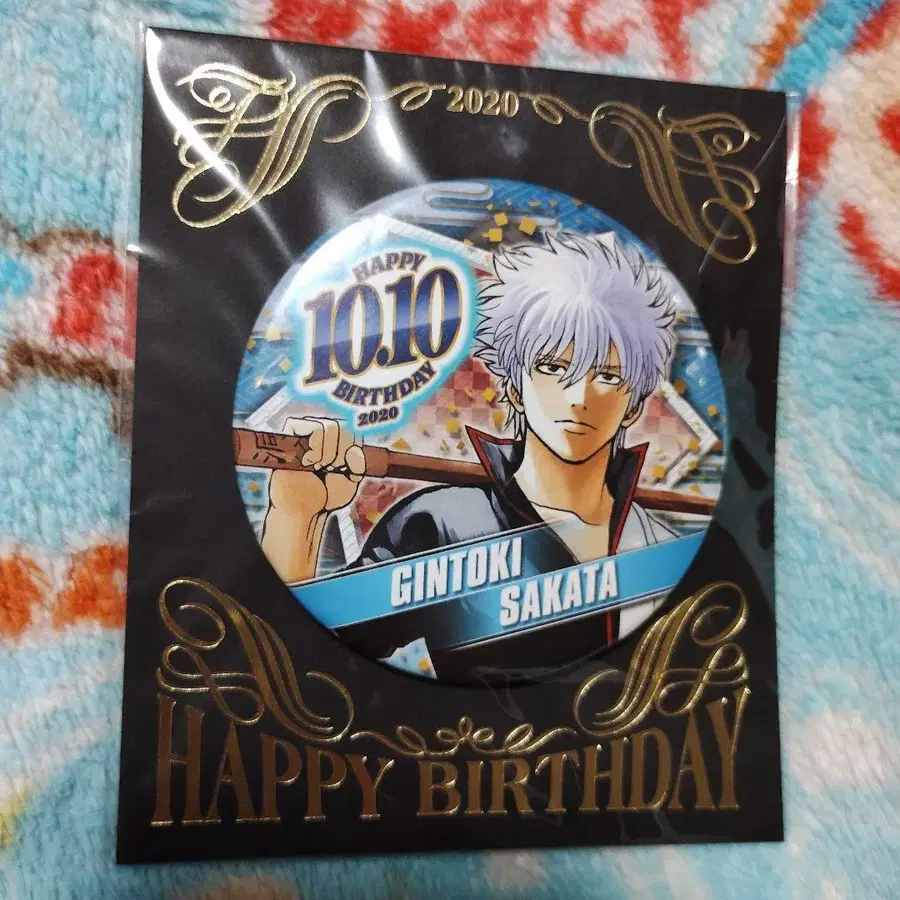 2020
HAPPY
10.10
BIRTHDAY
2020
GINTOKI
SAKATA
HAPPY BIRTHDAY